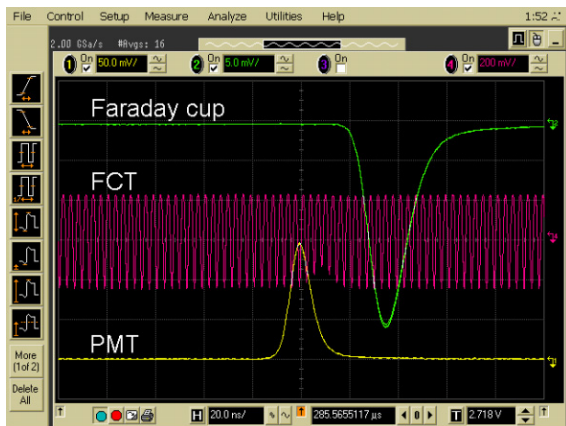 File Control Setup Measure Analyze Utilities Help 1:52
2.00 GSa/s #Avgs: 16
1 On 50.0 mV/ 2 On 5.0 mV/ 3 On 4 On 200 mV/
Faraday cup
FCT
PMT
More
(1of 2)
Delete
All
H 20.0 ns/ 285.5655117 µs 0 T 2.718 V